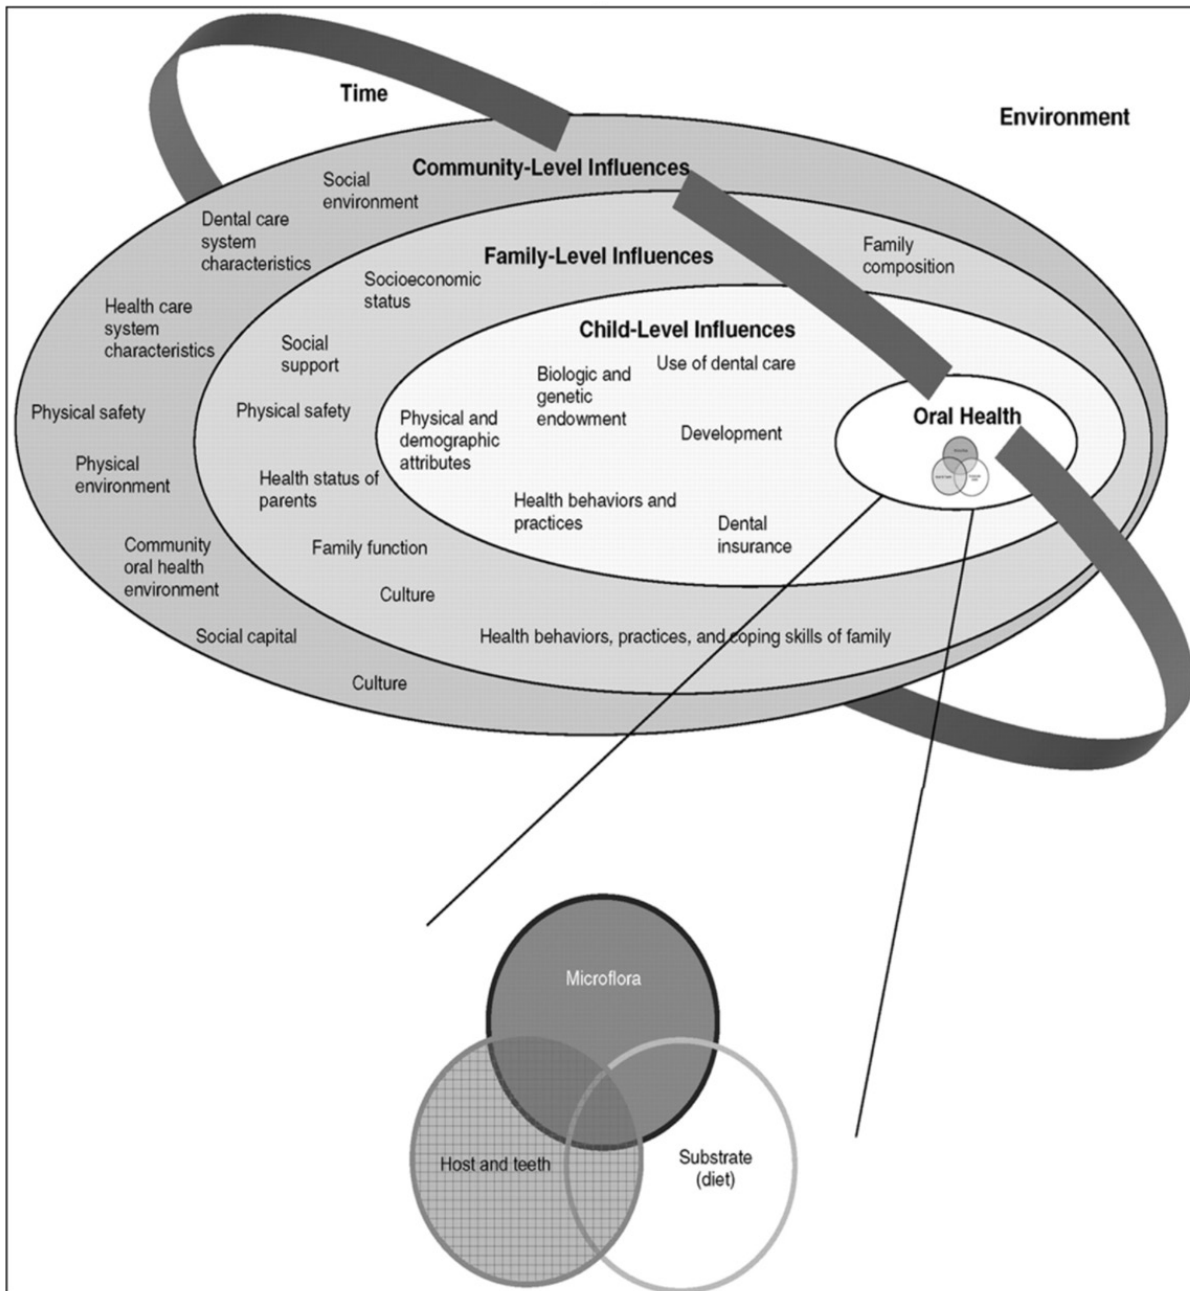 Time
Environment
Community-Level Influences
Social
environment
Dental care
system
characteristics
Health care
system
characteristics
Physical safety
Physical
environment
Community
oral health
environment
Social capital
Culture
Family-Level Influences
Family
composition
Socioeconomic
status
Social
support
Physical safety
Health status of
parents
Family function
Culture
Health behaviors, practices, and coping skills of family
Child-Level Influences
Use of dental care
Biologic and
genetic
endowment
Physical and
demographic
attributes
Development
Health behaviors and
practices
Dental
insurance
Oral Health
Microflora
Host and teeth
Substrate
(diet)